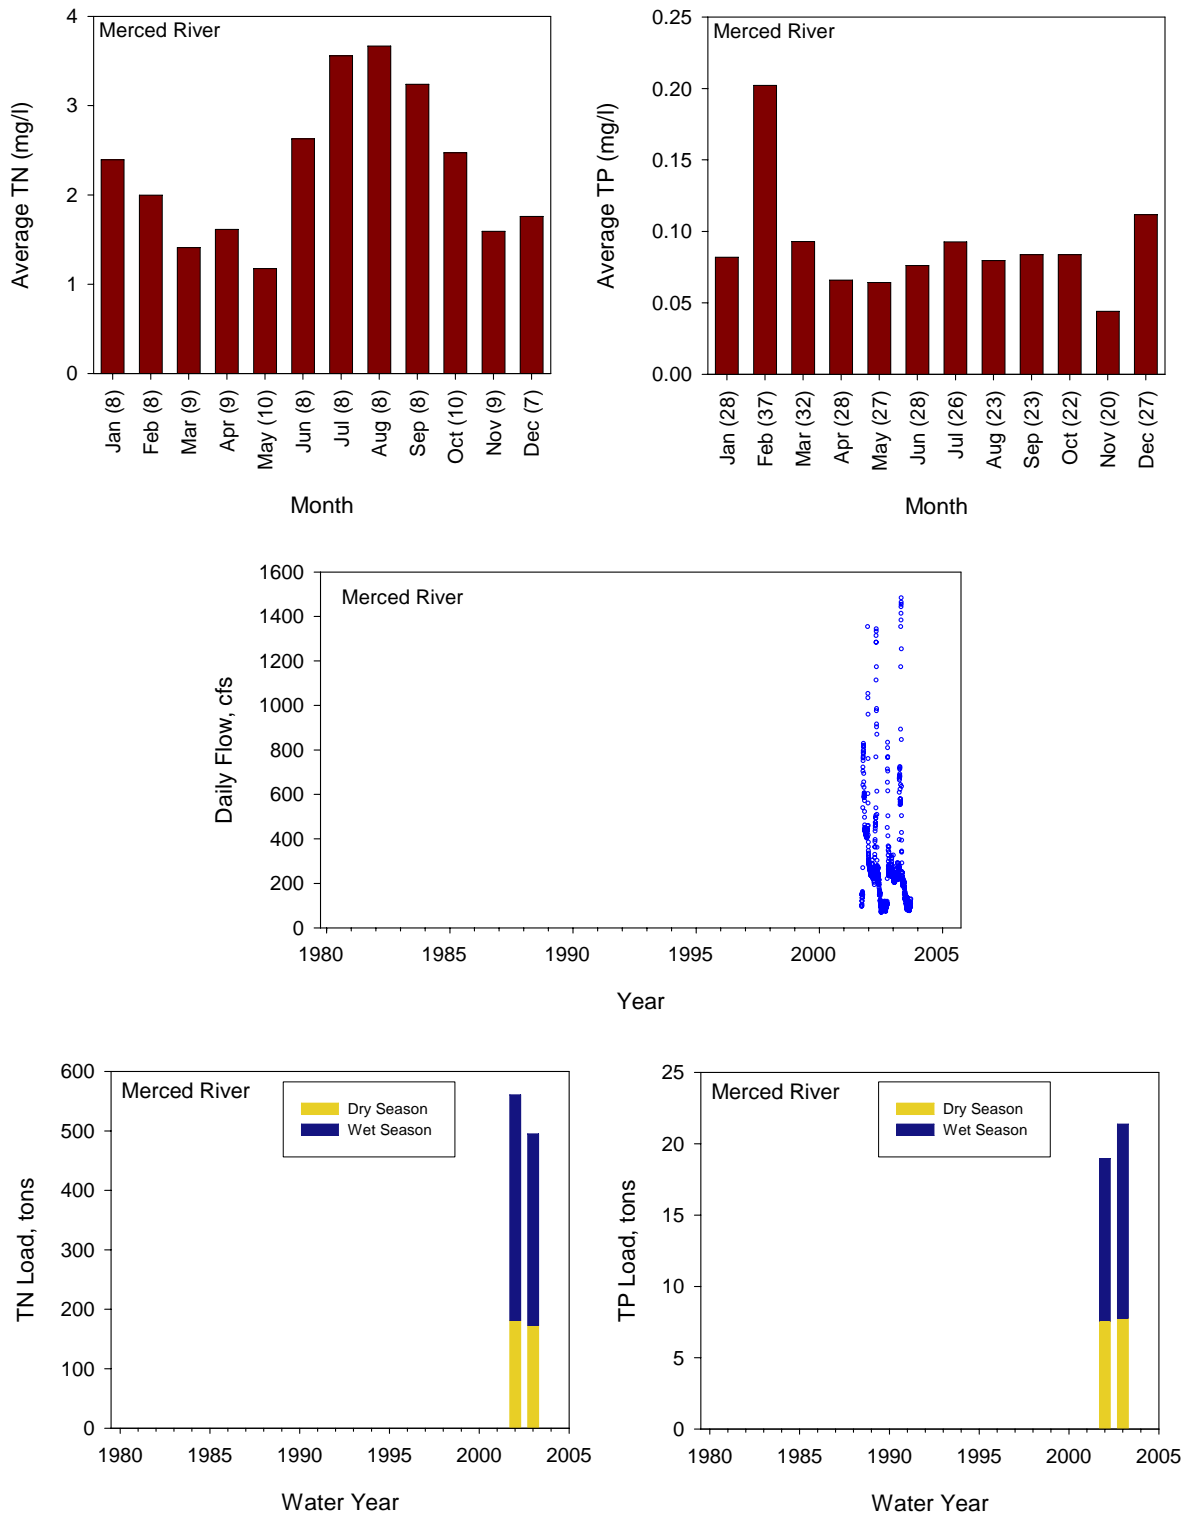 Merced River
4
3
2
1
0
Average TN (mg/l)
Jan (8)
Feb (8)
Mar (9)
Apr (9)
May (10)
Jun (8)
Jul (8)
Aug (8)
Sep (8)
Oct (10)
Nov (9)
Dec (7)
Month
Merced River
0.25
0.20
0.15
0.10
0.05
0.00
Average TP (mg/l)
Jan (28)
Feb (37)
Mar (32)
Apr (28)
May (27)
Jun (28)
Jul (26)
Aug (23)
Sep (23)
Oct (22)
Nov (20)
Dec (27)
Month
Merced River
1600
1400
1200
1000
800
600
400
200
0
Daily Flow, cfs
1980 1985 1990 1995 2000 2005
Year
Merced River
Dry Season
Wet Season
600
500
400
300
200
100
0
TN Load, tons
1980 1985 1990 1995 2000 2005
Water Year
Merced River
Dry Season
Wet Season
25
20
15
10
5
0
TP Load, tons
1980 1985 1990 1995 2000 2005
Water Year